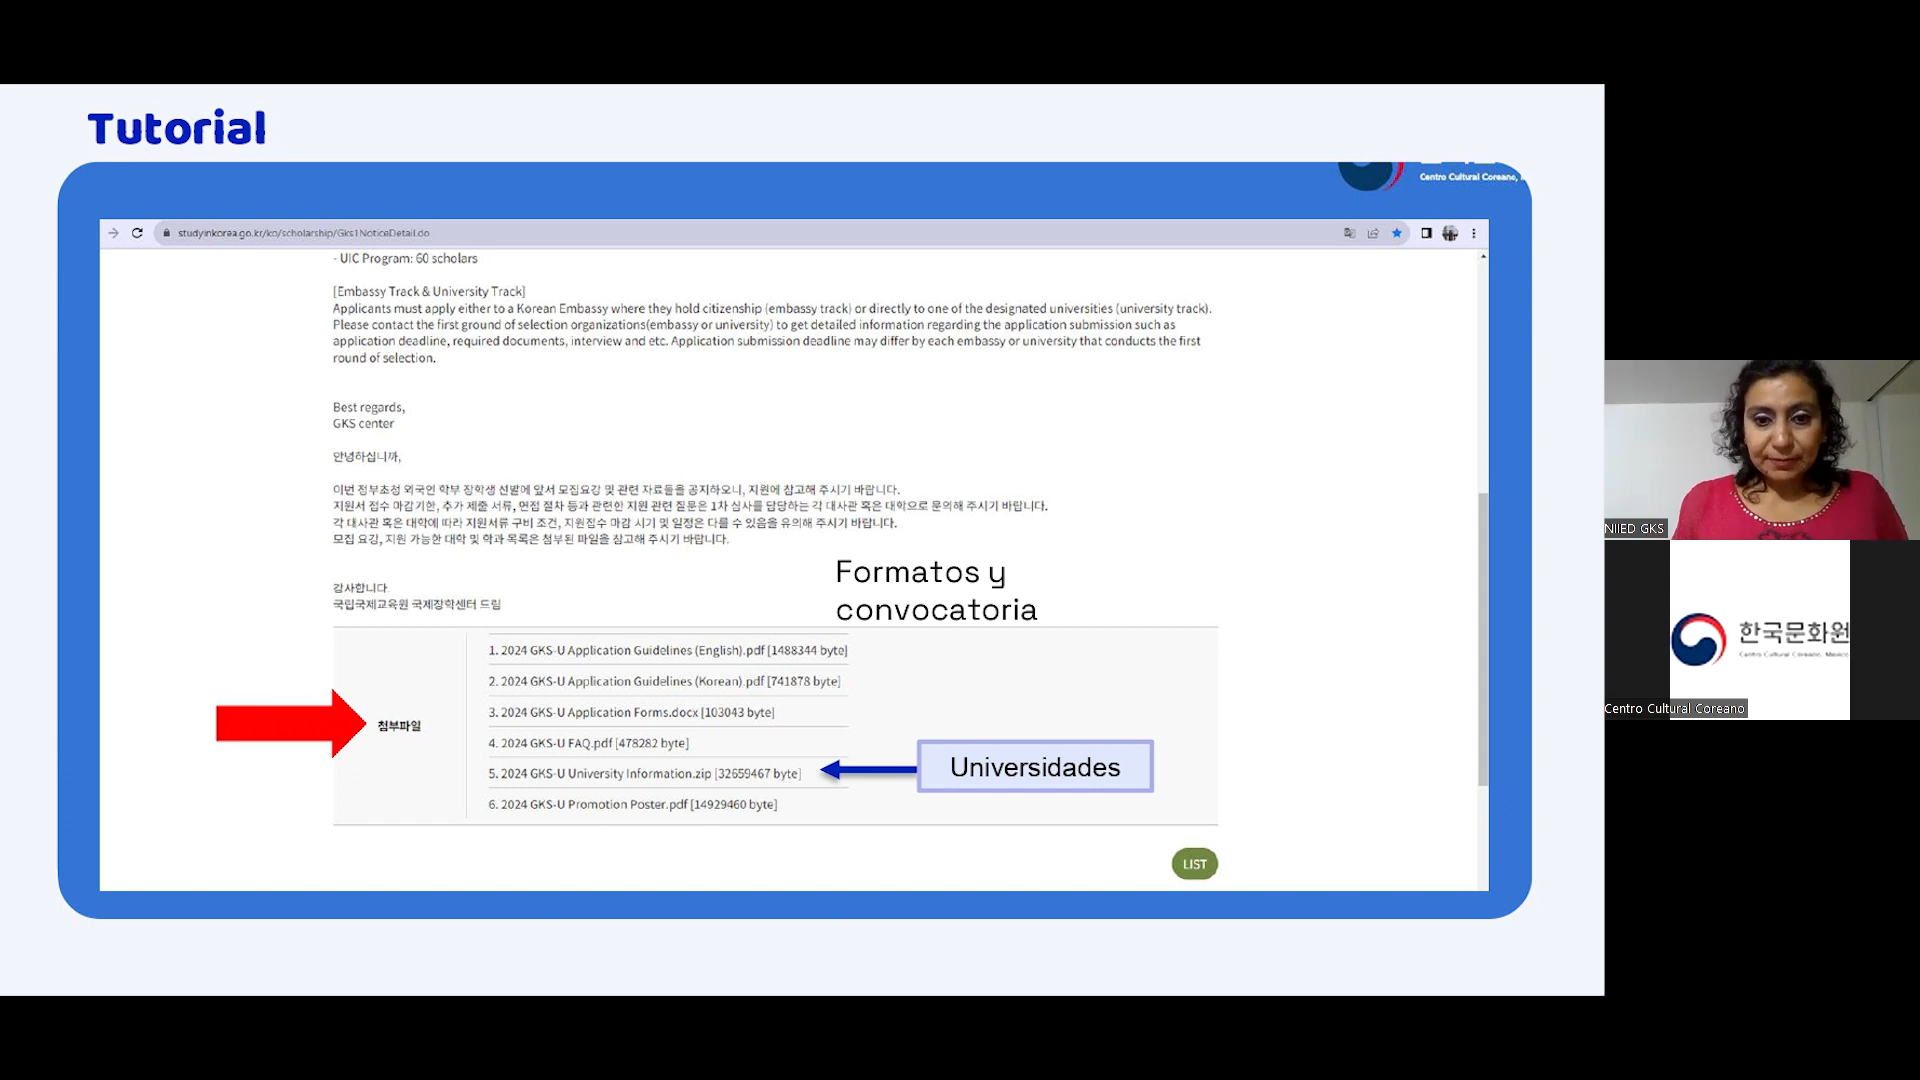 Tutorial
Centro Cultural Coreano,
studyinkorea.go.kr/ko/scholarship/Gks1NoticeDetail.do
- UIC Program: 60 scholars
[Embassy Track & University Track]
Applicants must apply either to a Korean Embassy where they hold citizenship (embassy track) or directly to one of the designated universities (university track).
Please contact the first ground of selection organizations(embassy or university) to get detailed information regarding the application submission such as
application deadline, required documents, interview and etc. Application submission deadline may differ by each embassy or university that conducts the first
round of selection.
Best regards,
GKS center
안녕하십니까,
이번 정부초청 외국인 학부 장학생 선발에 앞서 모집요강 및 관련 자료들을 공지하오니, 지원에 참고해 주시기 바랍니다.
지원서 접수 마감기한, 추가 제출 서류, 면접 절차 등과 관련한 지원 관련 질문은 1차 심사를 담당하는 각 대사관 혹은 대학으로 문의해 주시기 바랍니다.
각 대사관 혹은 대학에 따라 지원서류 구비 조건, 지원접수 마감 시기 및 일정은 다를 수 있음을 유의해 주시기 바랍니다.
모집 요강, 지원 가능한 대학 및 학과 목록은 첨부된 파일을 참고해 주시기 바랍니다.
감사합니다.
국립국제교육원 국제장학센터 드림
Formatos y
convocatoria
첨부파일
1. 2024 GKS-U Application Guidelines (English).pdf [1488344 byte]
2. 2024 GKS-U Application Guidelines (Korean).pdf [741878 byte]
3. 2024 GKS-U Application Forms.docx [103043 byte]
4. 2024 GKS-U FAQ.pdf [478282 byte]
5. 2024 GKS-U University Information.zip [32659467 byte]
6. 2024 GKS-U Promotion Poster.pdf [14929460 byte]
Universidades
LIST
NIIED GKS
한국문화원
Centro Cultural Coreano, México
Centro Cultural Coreano